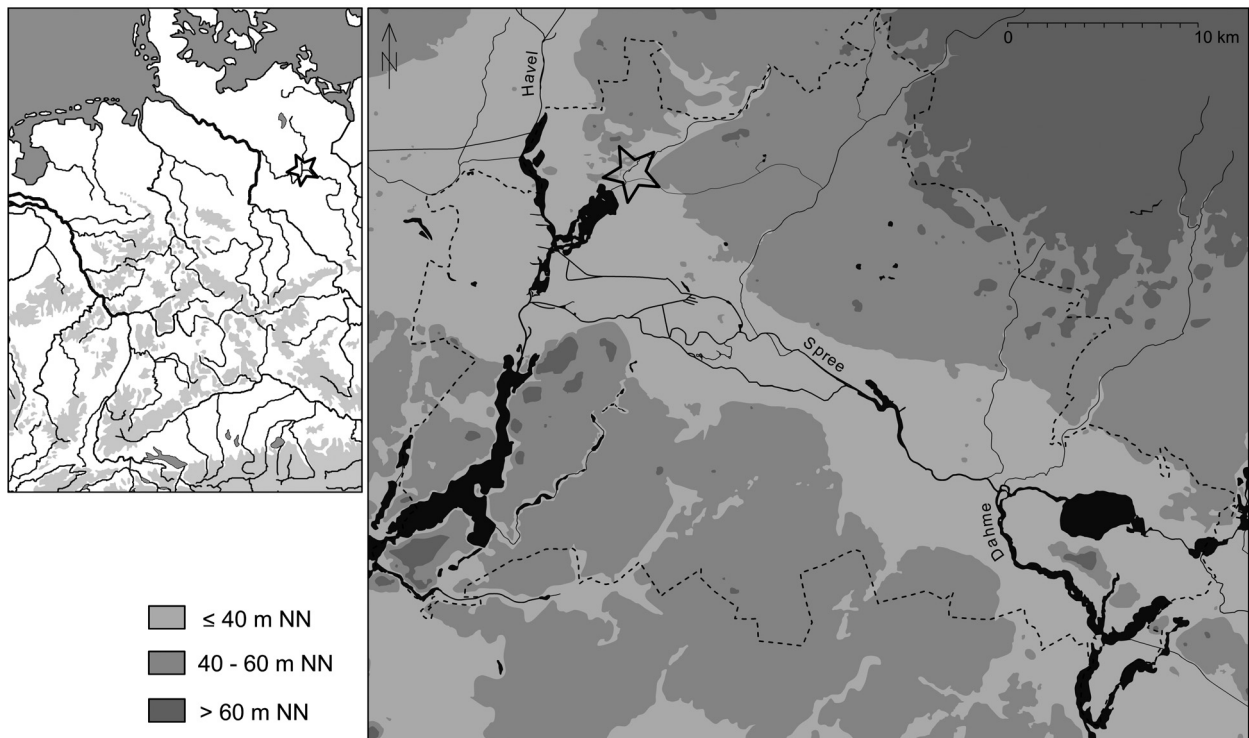 N
Havel
0 10 km
Spree
Dahme
≤ 40 m NN
40 - 60 m NN
> 60 m NN